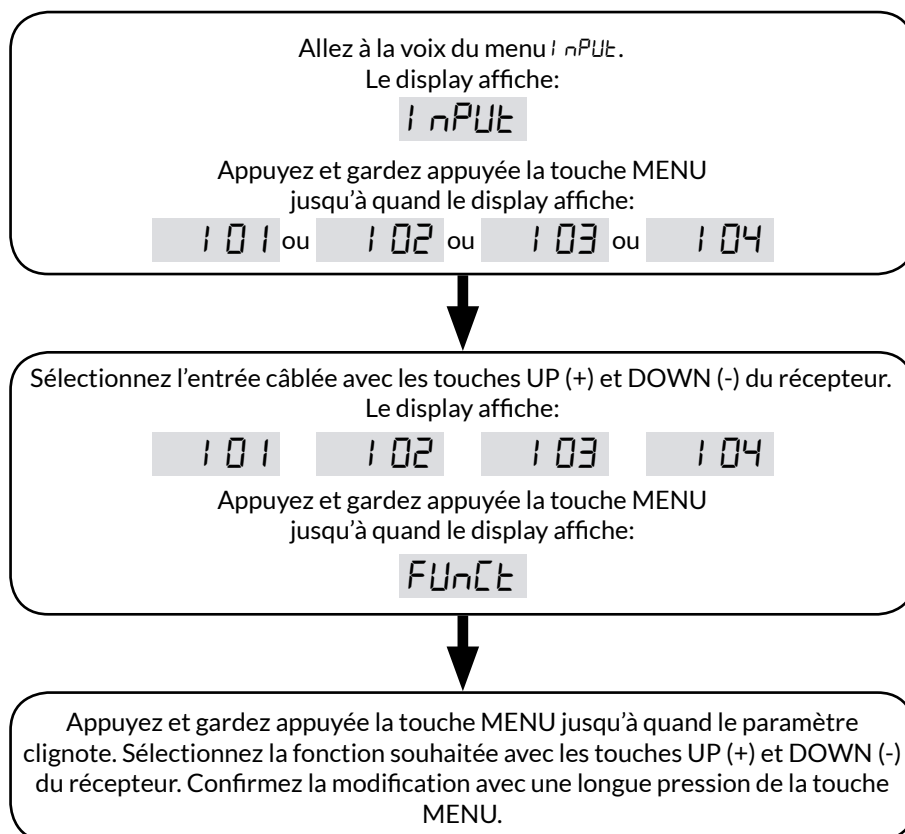 Allez à la voix du menu I nPUt.
Le display affiche:
I nPUt
Appuyez et gardez appuyée la touche MENU
jusqu’à quand le display affiche:
I 01 ou I 02 ou I 03 ou I 04
Sélectionnez l’entrée câblée avec les touches UP (+) et DOWN (-) du récepteur.
Le display affiche:
I 01 I 02 I 03 I 04
Appuyez et gardez appuyée la touche MENU
jusqu’à quand le display affiche:
FUnCt
Appuyez et gardez appuyée la touche MENU jusqu’à quand le paramètre
clignote. Sélectionnez la fonction souhaitée avec les touches UP (+) et DOWN (-)
du récepteur. Confirmez la modification avec une longue pression de la touche
MENU.